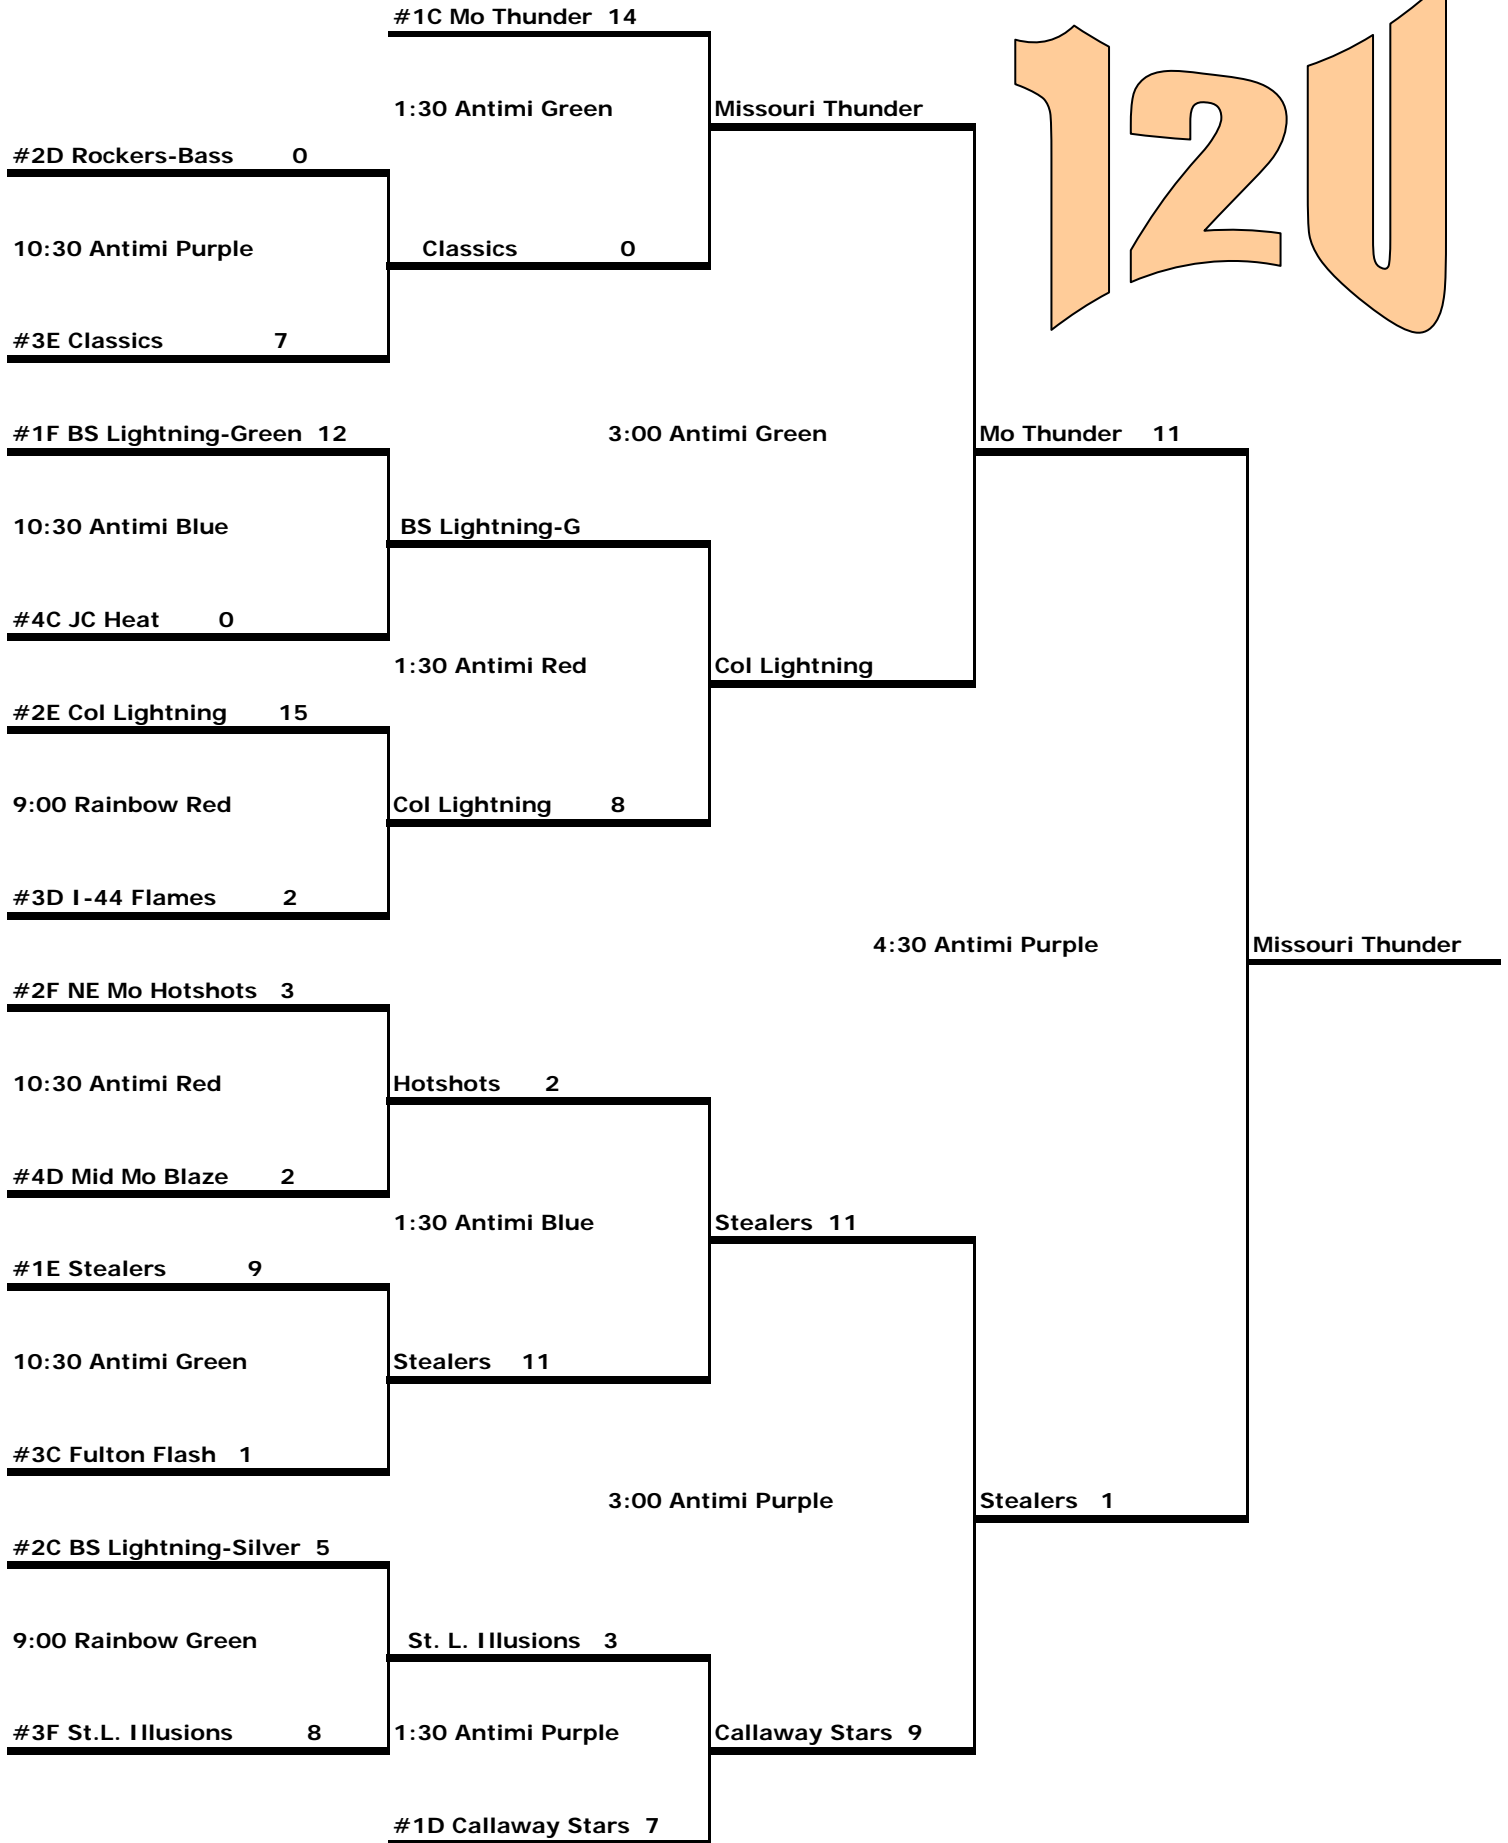 #1C Mo Thunder 14
12U
1:30 Antimi Green
Missouri Thunder
#2D Rockers-Bass 0
10:30 Antimi Purple
Classics 0
#3E Classics 7
#1F BS Lightning-Green 12
3:00 Antimi Green
Mo Thunder 11
10:30 Antimi Blue
BS Lightning-G
#4C JC Heat 0
1:30 Antimi Red
Col Lightning
#2E Col Lightning 15
9:00 Rainbow Red
Col Lightning 8
#3D I-44 Flames 2
4:30 Antimi Purple
Missouri Thunder
#2F NE Mo Hotshots 3
10:30 Antimi Red
Hotshots 2
#4D Mid Mo Blaze 2
1:30 Antimi Blue
Stealers 11
#1E Stealers 9
10:30 Antimi Green
Stealers 11
#3C Fulton Flash 1
3:00 Antimi Purple
Stealers 1
#2C BS Lightning-Silver 5
9:00 Rainbow Green
St. L. Illusions 3
#3F St.L. Illusions 8
1:30 Antimi Purple
Callaway Stars 9
#1D Callaway Stars 7